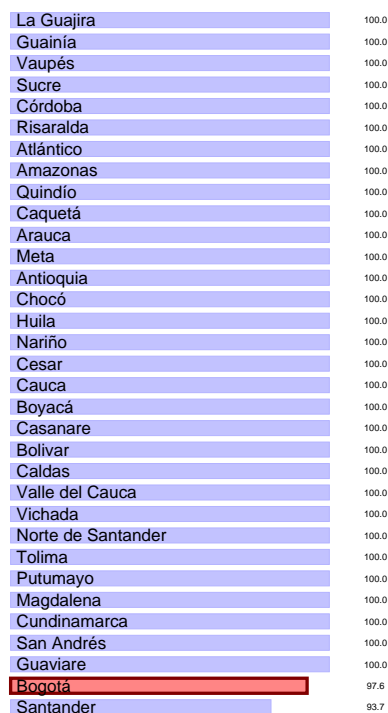 La Guajira 100.0
Guainía 100.0
Vaupés 100.0
Sucre 100.0
Córdoba 100.0
Risaralda 100.0
Atlántico 100.0
Amazonas 100.0
Quindío 100.0
Caquetá 100.0
Arauca 100.0
Meta 100.0
Antioquia 100.0
Chocó 100.0
Huila 100.0
Nariño 100.0
Cesar 100.0
Cauca 100.0
Boyacá 100.0
Casanare 100.0
Bolivar 100.0
Caldas 100.0
Valle del Cauca 100.0
Vichada 100.0
Norte de Santander 100.0
Tolima 100.0
Putumayo 100.0
Magdalena 100.0
Cundinamarca 100.0
San Andrés 100.0
Guaviare 100.0
Bogotá 97.6
Santander 93.7